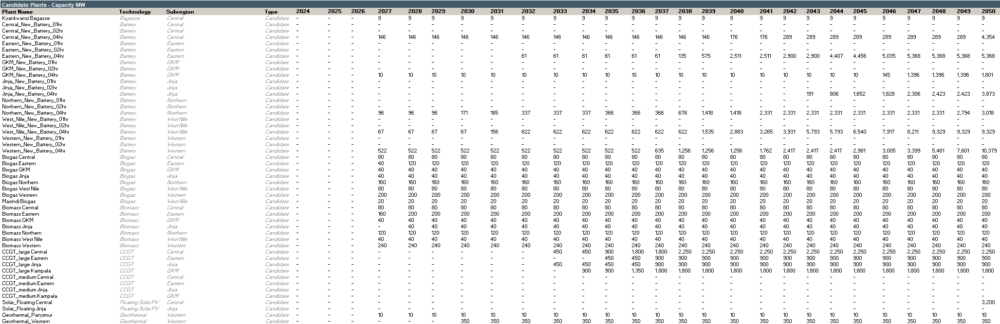 Candidate Plants - Capacity MW
Plant Name Technology Subregion Type 2024 2025 2026 2027 2028 2029 2030 2031 2032 2033 2034 2035 2036 2037 2038 2039 2040 2041 2042 2043 2044 2045 2046 2047 2048 2049 2050
Kyankwanzi Bagasse Bagasse Central Candidate - - - 9 9 9 9 9 9 9 9 9 9 9 9 9 9 9 9 9 9 9 9 9 9 9 9
Central_New_Battery_01hr Battery Central Candidate - - - - - - - - - - - - - - - - - - - - - - - - - - -
Central_New_Battery_02hr Battery Central Candidate - - - - - - - - - - - - - - - - - - - - - - - - - - -
Central_New_Battery_04hr Battery Central Candidate - - - 146 146 146 146 146 146 146 146 146 146 146 146 146 176 176 289 289 289 289 289 289 289 289 4,354
Eastern_New_Battery_01hr Battery Eastern Candidate - - - - - - - - - - - - - - - - - - - - - - - - - - -
Eastern_New_Battery_02hr Battery Eastern Candidate - - - - - - - - - - - - - - - - - - - - - - - - - - -
Eastern_New_Battery_04hr Battery Eastern Candidate - - - - - - - - 61 61 61 61 61 61 135 575 2,511 2,511 2,900 2,900 4,407 4,456 5,035 5,368 5,368 5,368 5,368
GKM_New_Battery_01hr Battery GKM Candidate - - - - - - - - - - - - - - - - - - - - - - - - - - -
GKM_New_Battery_02hr Battery GKM Candidate - - - - - - - - - - - - - - - - - - - - - - - - - - -
GKM_New_Battery_04hr Battery GKM Candidate - - - 10 10 10 10 10 10 10 10 10 10 10 10 10 10 10 10 10 10 10 145 1,396 1,396 1,396 1,801
Jinja_New_Battery_01hr Battery Jinja Candidate - - - - - - - - - - - - - - - - - - - - - - - - - - -
Jinja_New_Battery_02hr Battery Jinja Candidate - - - - - - - - - - - - - - - - - - - - - - - - - - -
Jinja_New_Battery_04hr Battery Jinja Candidate - - - - - - - - - - - - - - - - - - - 191 806 1,652 1,828 2,306 2,423 2,423 3,873
Northern_New_Battery_01hr Battery Northern Candidate - - - - - - - - - - - - - - - - - - - - - - - - - - -
Northern_New_Battery_02hr Battery Northern Candidate - - - - - - - - - - - - - - - - - - - - - - - - - - -
Northern_New_Battery_04hr Battery Northern Candidate - - - 96 96 96 171 185 337 337 337 366 366 366 676 1,418 1,418 2,331 2,331 2,331 2,331 2,331 2,331 2,331 2,331 2,794 3,018
West_Nile_New_Battery_01hr Battery West Nile Candidate - - - - - - - - - - - - - - - - - - - - - - - - - - -
West_Nile_New_Battery_02hr Battery West Nile Candidate - - - - - - - - - - - - - - - - - - - - - - - - - - -
West_Nile_New_Battery_04hr Battery West Nile Candidate - - - 67 67 67 67 156 622 622 622 622 622 622 622 1,535 2,883 3,265 3,931 5,793 5,793 6,540 7,917 8,211 9,329 9,329 9,329
Western_New_Battery_01hr Battery Western Candidate - - - - - - - - - - - - - - - - - - - - - - - - - - -
Western_New_Battery_02hr Battery Western Candidate - - - - - - - - - - - - - - - - - - - - - - - - - - -
Western_New_Battery_04hr Battery Western Candidate - - - 522 522 522 522 522 522 522 522 522 522 635 1,256 1,256 1,256 1,762 2,417 2,417 2,417 2,981 3,005 3,399 5,461 7,601 10,379
Biogas Central Biogas Central Candidate - - - 80 80 80 80 80 80 80 80 80 80 80 80 80 80 80 80 80 80 80 80 80 80 80 80
Biogas Eastern Biogas Eastern Candidate - - - 40 120 120 120 120 120 120 120 120 120 120 120 120 120 120 120 120 120 120 120 120 120 120 120
Biogas GKM Biogas GKM Candidate - - - 40 40 40 40 40 40 40 40 40 40 40 40 40 40 40 40 40 40 40 40 40 40 40 40
Biogas Jinja Biogas Jinja Candidate - - - 40 40 40 40 40 40 40 40 40 40 40 40 40 40 40 40 40 40 40 40 40 40 40 40
Biogas Northern Biogas Northern Candidate - - - 160 160 160 160 160 160 160 160 160 160 160 160 160 160 160 160 160 160 160 160 160 160 160 160
Biogas West Nile Biogas West Nile Candidate - - - 80 80 80 80 80 80 80 80 80 80 80 80 80 80 80 80 80 80 80 80 80 80 80 80
Biogas Western Biogas Western Candidate - - - 200 200 200 200 200 200 200 200 200 200 200 200 200 200 200 200 200 200 200 200 200 200 200 200
Masindi Biogas Biogas West Nile Candidate - - - 20 20 20 20 20 20 20 20 20 20 20 20 20 20 20 20 20 20 20 20 20 20 20 20
Biomass Central Biomass Central Candidate - - - 80 80 80 80 80 80 80 80 80 80 80 80 80 80 80 80 80 80 80 80 80 80 80 80
Biomass Eastern Biomass Eastern Candidate - - - 160 200 200 200 200 200 200 200 200 200 200 200 200 200 200 200 200 200 200 200 200 200 200 200
Biomass GKM Biomass GKM Candidate - - - 40 40 40 40 40 40 40 40 40 40 40 40 40 40 40 40 40 40 40 40 40 40 40 40
Biomass Jinja Biomass Jinja Candidate - - - - 40 40 40 40 40 40 40 40 40 40 40 40 40 40 40 40 40 40 40 40 40 40 40
Biomass Northern Biomass Northern Candidate - - - 120 120 120 120 120 120 120 120 120 120 120 120 120 120 120 120 120 120 120 120 120 120 120 120
Biomass West Nile Biomass West Nile Candidate - - - 40 40 40 40 40 40 40 40 40 40 40 40 40 40 40 40 40 40 40 40 40 40 40 40
Biomass Western Biomass Western Candidate - - - 240 240 240 240 240 240 240 240 240 240 240 240 240 240 240 240 240 240 240 240 240 240 240 240
CCGT_large Central CCGT Central Candidate - - - - - - - - - 450 450 900 1,800 1,800 2,250 2,250 2,250 2,250 2,250 2,250 2,250 2,250 2,250 2,250 2,250 2,250 2,250
CCGT_large Eastern CCGT Eastern Candidate - - - - - - - - - - - 450 450 900 900 900 900 900 900 900 900 900 900 900 900 900 900
CCGT_large Jinja CCGT Jinja Candidate - - - - - - - - - 450 450 450 450 900 900 900 900 900 900 900 900 900 900 900 900 900 900
CCGT_large Kampala CCGT GKM Candidate - - - - - - - - - - 900 900 1,350 1,800 1,800 1,800 1,800 1,800 1,800 1,800 1,800 1,800 1,800 1,800 1,800 1,800 1,800
CCGT_medium Central CCGT Central Candidate - - - - - - - - - - - - - - - - - - - - - - - - - - -
CCGT_medium Eastern CCGT Eastern Candidate - - - - - - - - - - - - - - - - - - - - - - - - - - -
CCGT_medium Jinja CCGT Jinja Candidate - - - - - - - - - - - - - - - - - - - - - - - - - - -
CCGT_medium Kampala CCGT GKM Candidate - - - - - - - - - - - - - - - - - - - - - - - - - - -
Solar_Floating Central Floating Solar PV Central Candidate - - - - - - - - - - - - - - - - - - - - - - - - - - 3,200
Solar_Floating Jinja Floating Solar PV Jinja Candidate - - - - - - - - - - - - - - - - - - - - - - - - - - -
Geothermal_Panyimur Geothermal Western Candidate - - - 10 10 10 10 10 10 10 10 10 10 10 10 10 10 10 10 10 10 10 10 10 10 10 10
Geothermal_Western Geothermal Western Candidate - - - - - - 350 350 350 350 350 350 350 350 350 350 350 350 350 350 350 350 350 350 350 350 350